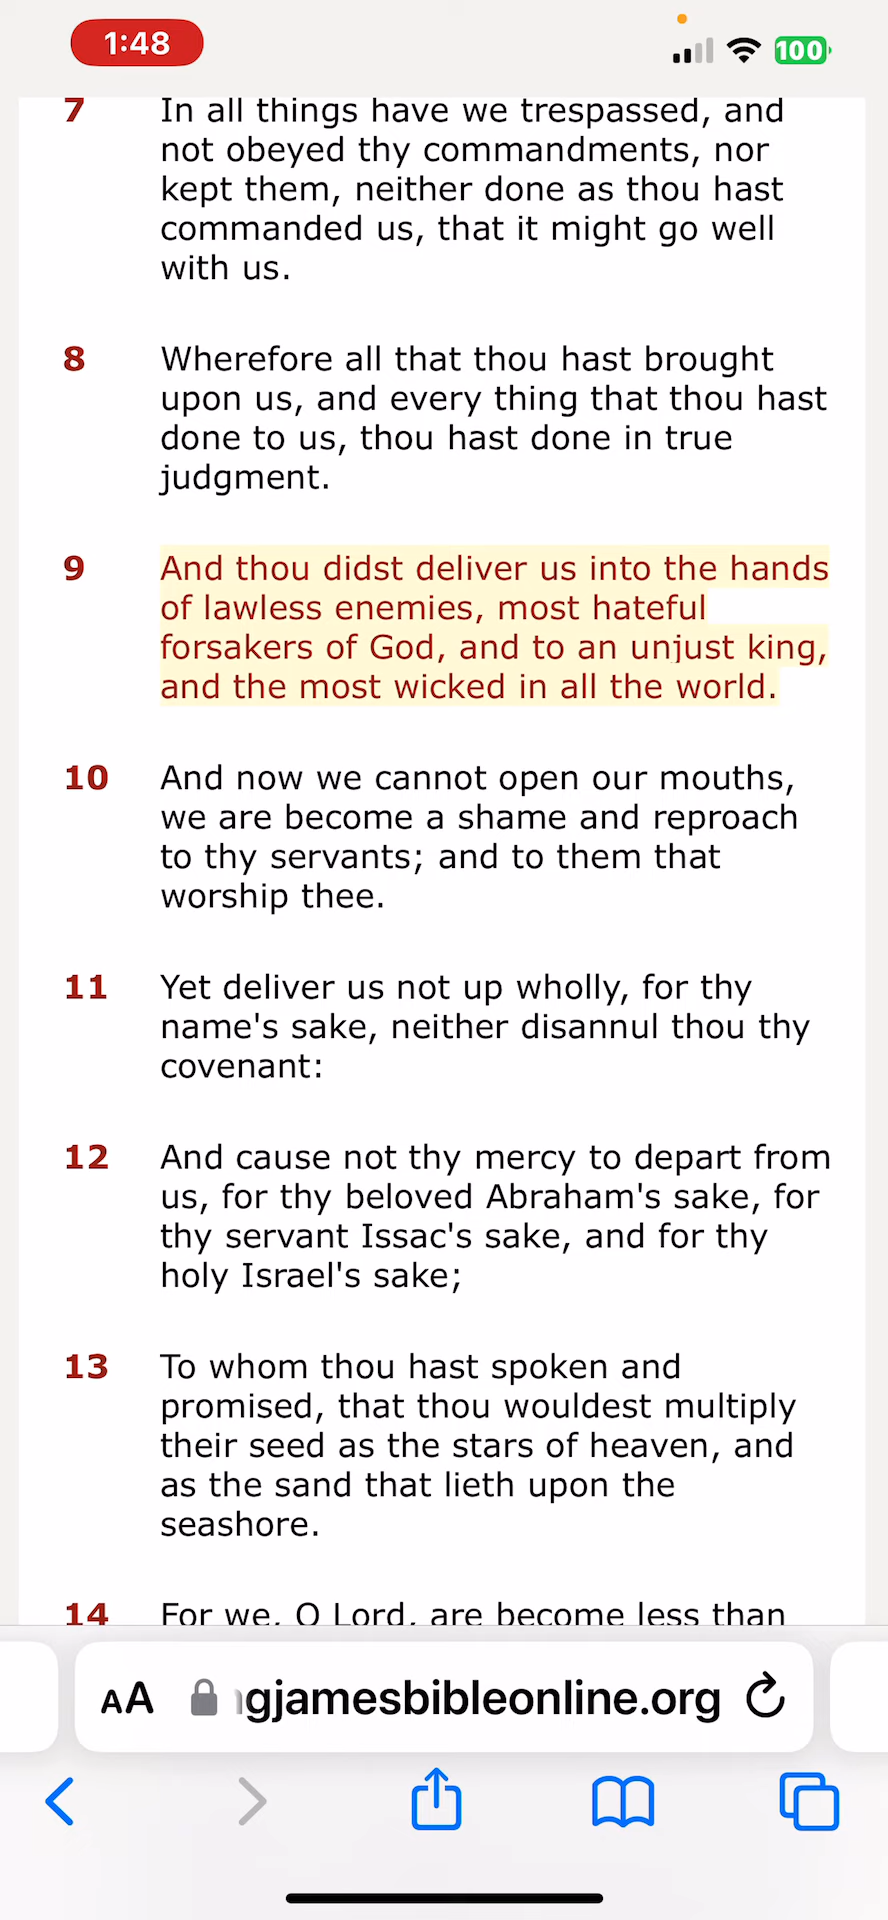 1:48
100
7 In all things have we trespassed, and
not obeyed thy commandments, nor
kept them, neither done as thou hast
commanded us, that it might go well
with us.
8 Wherefore all that thou hast brought
upon us, and every thing that thou hast
done to us, thou hast done in true
judgment.
9 And thou didst deliver us into the hands
of lawless enemies, most hateful
forsakers of God, and to an unjust king,
and the most wicked in all the world.
10 And now we cannot open our mouths,
we are become a shame and reproach
to thy servants; and to them that
worship thee.
11 Yet deliver us not up wholly, for thy
name's sake, neither disannul thou thy
covenant:
12 And cause not thy mercy to depart from
us, for thy beloved Abraham's sake, for
thy servant Issac's sake, and for thy
holy Israel's sake;
13 To whom thou hast spoken and
promised, that thou wouldest multiply
their seed as the stars of heaven, and
as the sand that lieth upon the
seashore.
14 For we, O Lord, are become less than
AA gjamesbibleonline.org